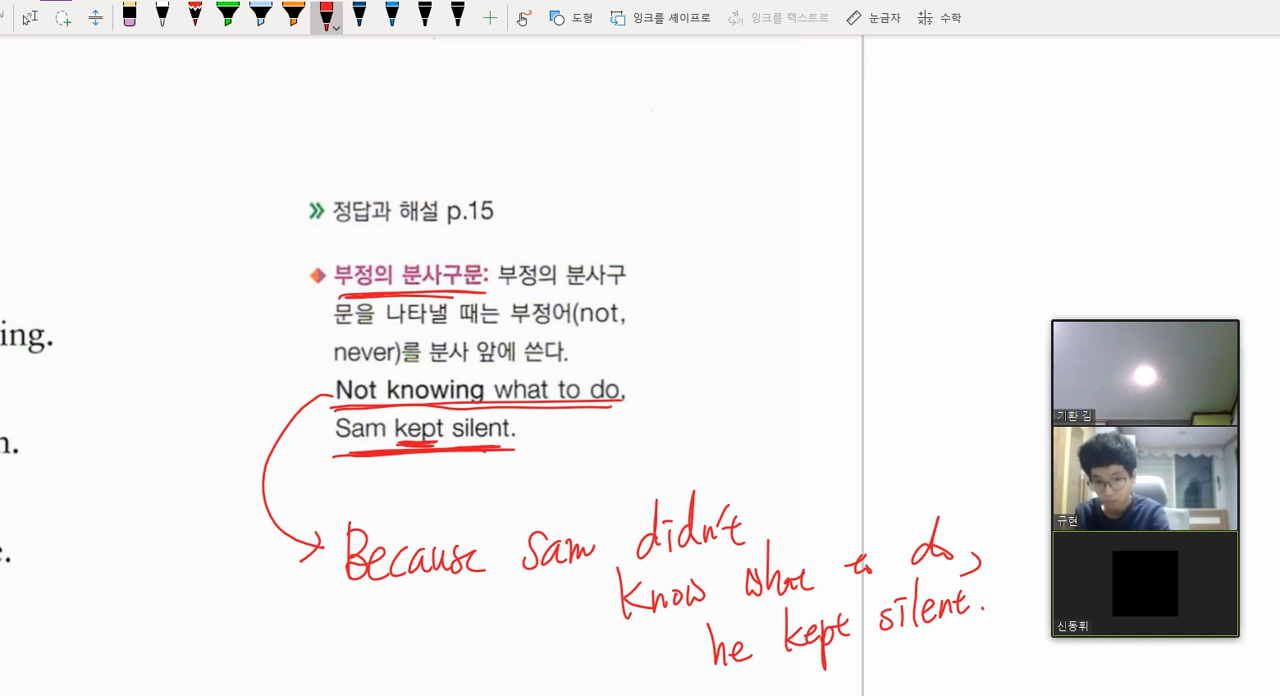 도형
잉크를 셰이프로
잉크를 텍스트로
눈금자
수학
정답과 해설 p.15
부정의 분사구문: 부정의 분사구
문을 나타낼 때는 부정어(not,
never)를 분사 앞에 쓴다.
Not knowing what to do,
Sam kept silent.
ing.
n.
Because Sam didn't
know what to do,
he kept silent.
기환 김
규현
신동휘